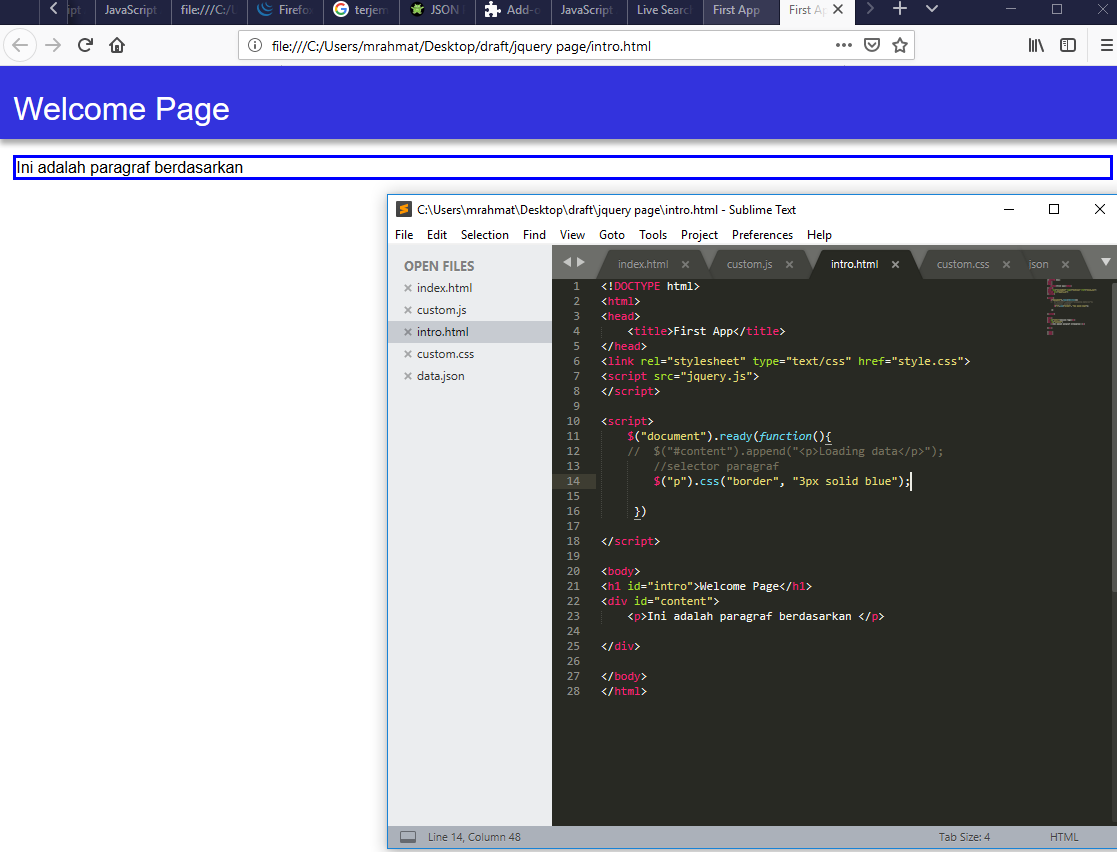 JavaScript
file:///C:/U
Firefo
terjem
JSON
Add-o
JavaScript
Live Searc
First App
First Ap
file:///C:/Users/mrahmat/Desktop/draft/jquery page/intro.html
Welcome Page
Ini adalah paragraf berdasarkan
C:\Users\mrahmat\Desktop\draft\jquery page\intro.html - Sublime Text
File Edit Selection Find View Goto Tools Project Preferences Help
OPEN FILES
index.html
custom.js
intro.html
custom.css
data.json
index.html custom.js intro.html custom.css json
1 <!DOCTYPE html>
2 <html>
3 <head>
4 <title>First App</title>
5 </head>
6 <link rel="stylesheet" type="text/css" href="style.css">
7 <script src="jquery.js">
8 </script>
9
10 <script>
11 $("document").ready(function(){
12 // $("#content").append("<p>Loading data</p>");
13 //selector paragraf
14 $("p").css("border", "3px solid blue");
15
16 })
17
18 </script>
19
20 <body>
21 <h1 id="intro">Welcome Page</h1>
22 <div id="content">
23 <p>Ini adalah paragraf berdasarkan </p>
24
25 </div>
26
27 </body>
28 </html>
Line 14, Column 48 Tab Size: 4 HTML